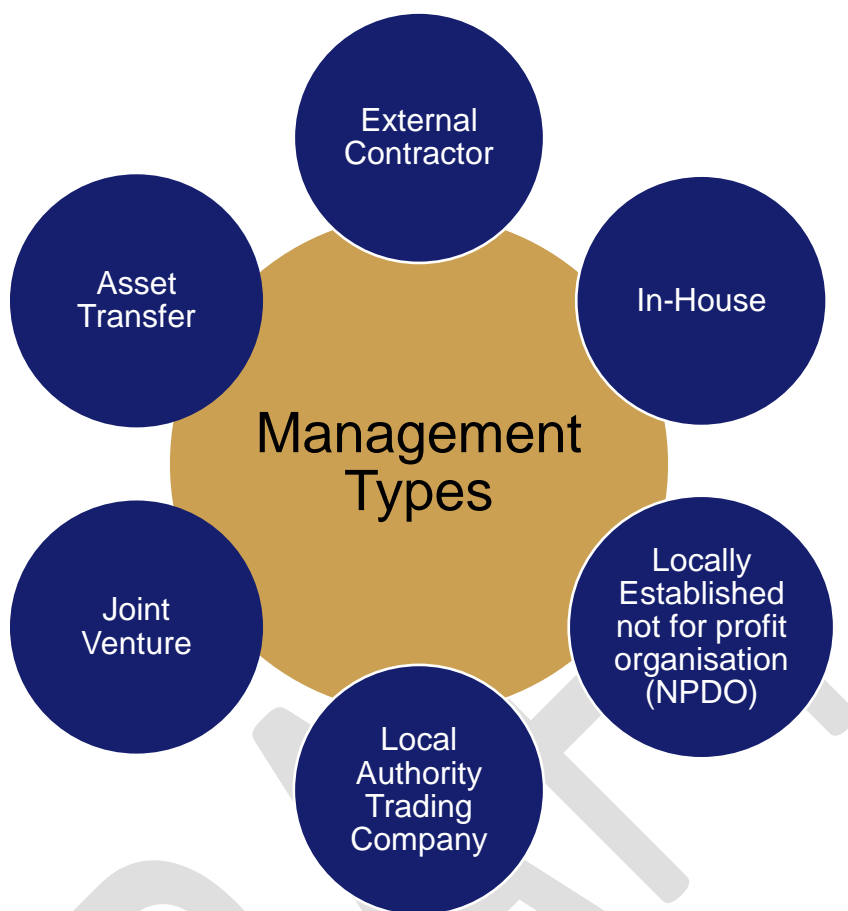 External
Contractor
In-House
Locally
Established
not for profit
organisation
(NPDO)
Local
Authority
Trading
Company
Joint
Venture
Asset
Transfer
Management
Types